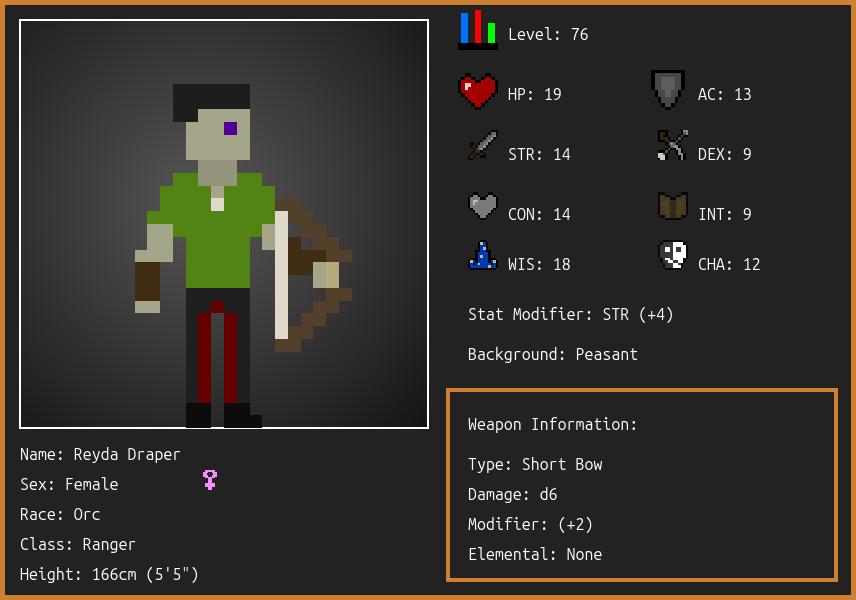 Level: 76
HP: 19
AC: 13
STR: 14
DEX: 9
CON: 14
INT: 9
WIS: 18
CHA: 12
Stat Modifier: STR (+4)
Background: Peasant
Weapon Information:
Type: Short Bow
Damage: d6
Modifier: (+2)
Elemental: None
Name: Reyda Draper
Sex: Female
Race: Orc
Class: Ranger
Height: 166cm (5'5")